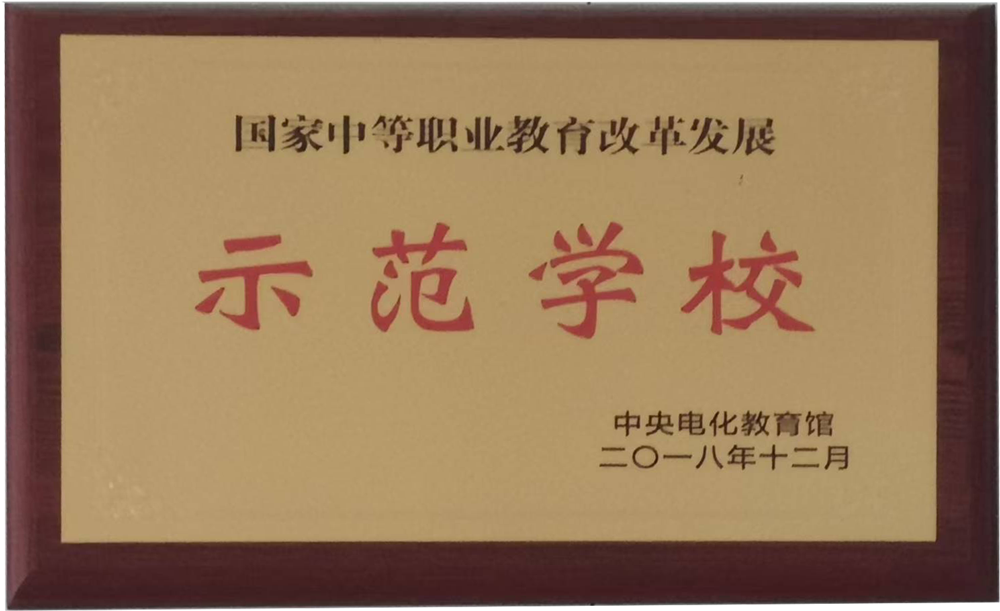 国家中等职业教育改革发展
示范学校
中央电化教育馆
二〇一八年十二月